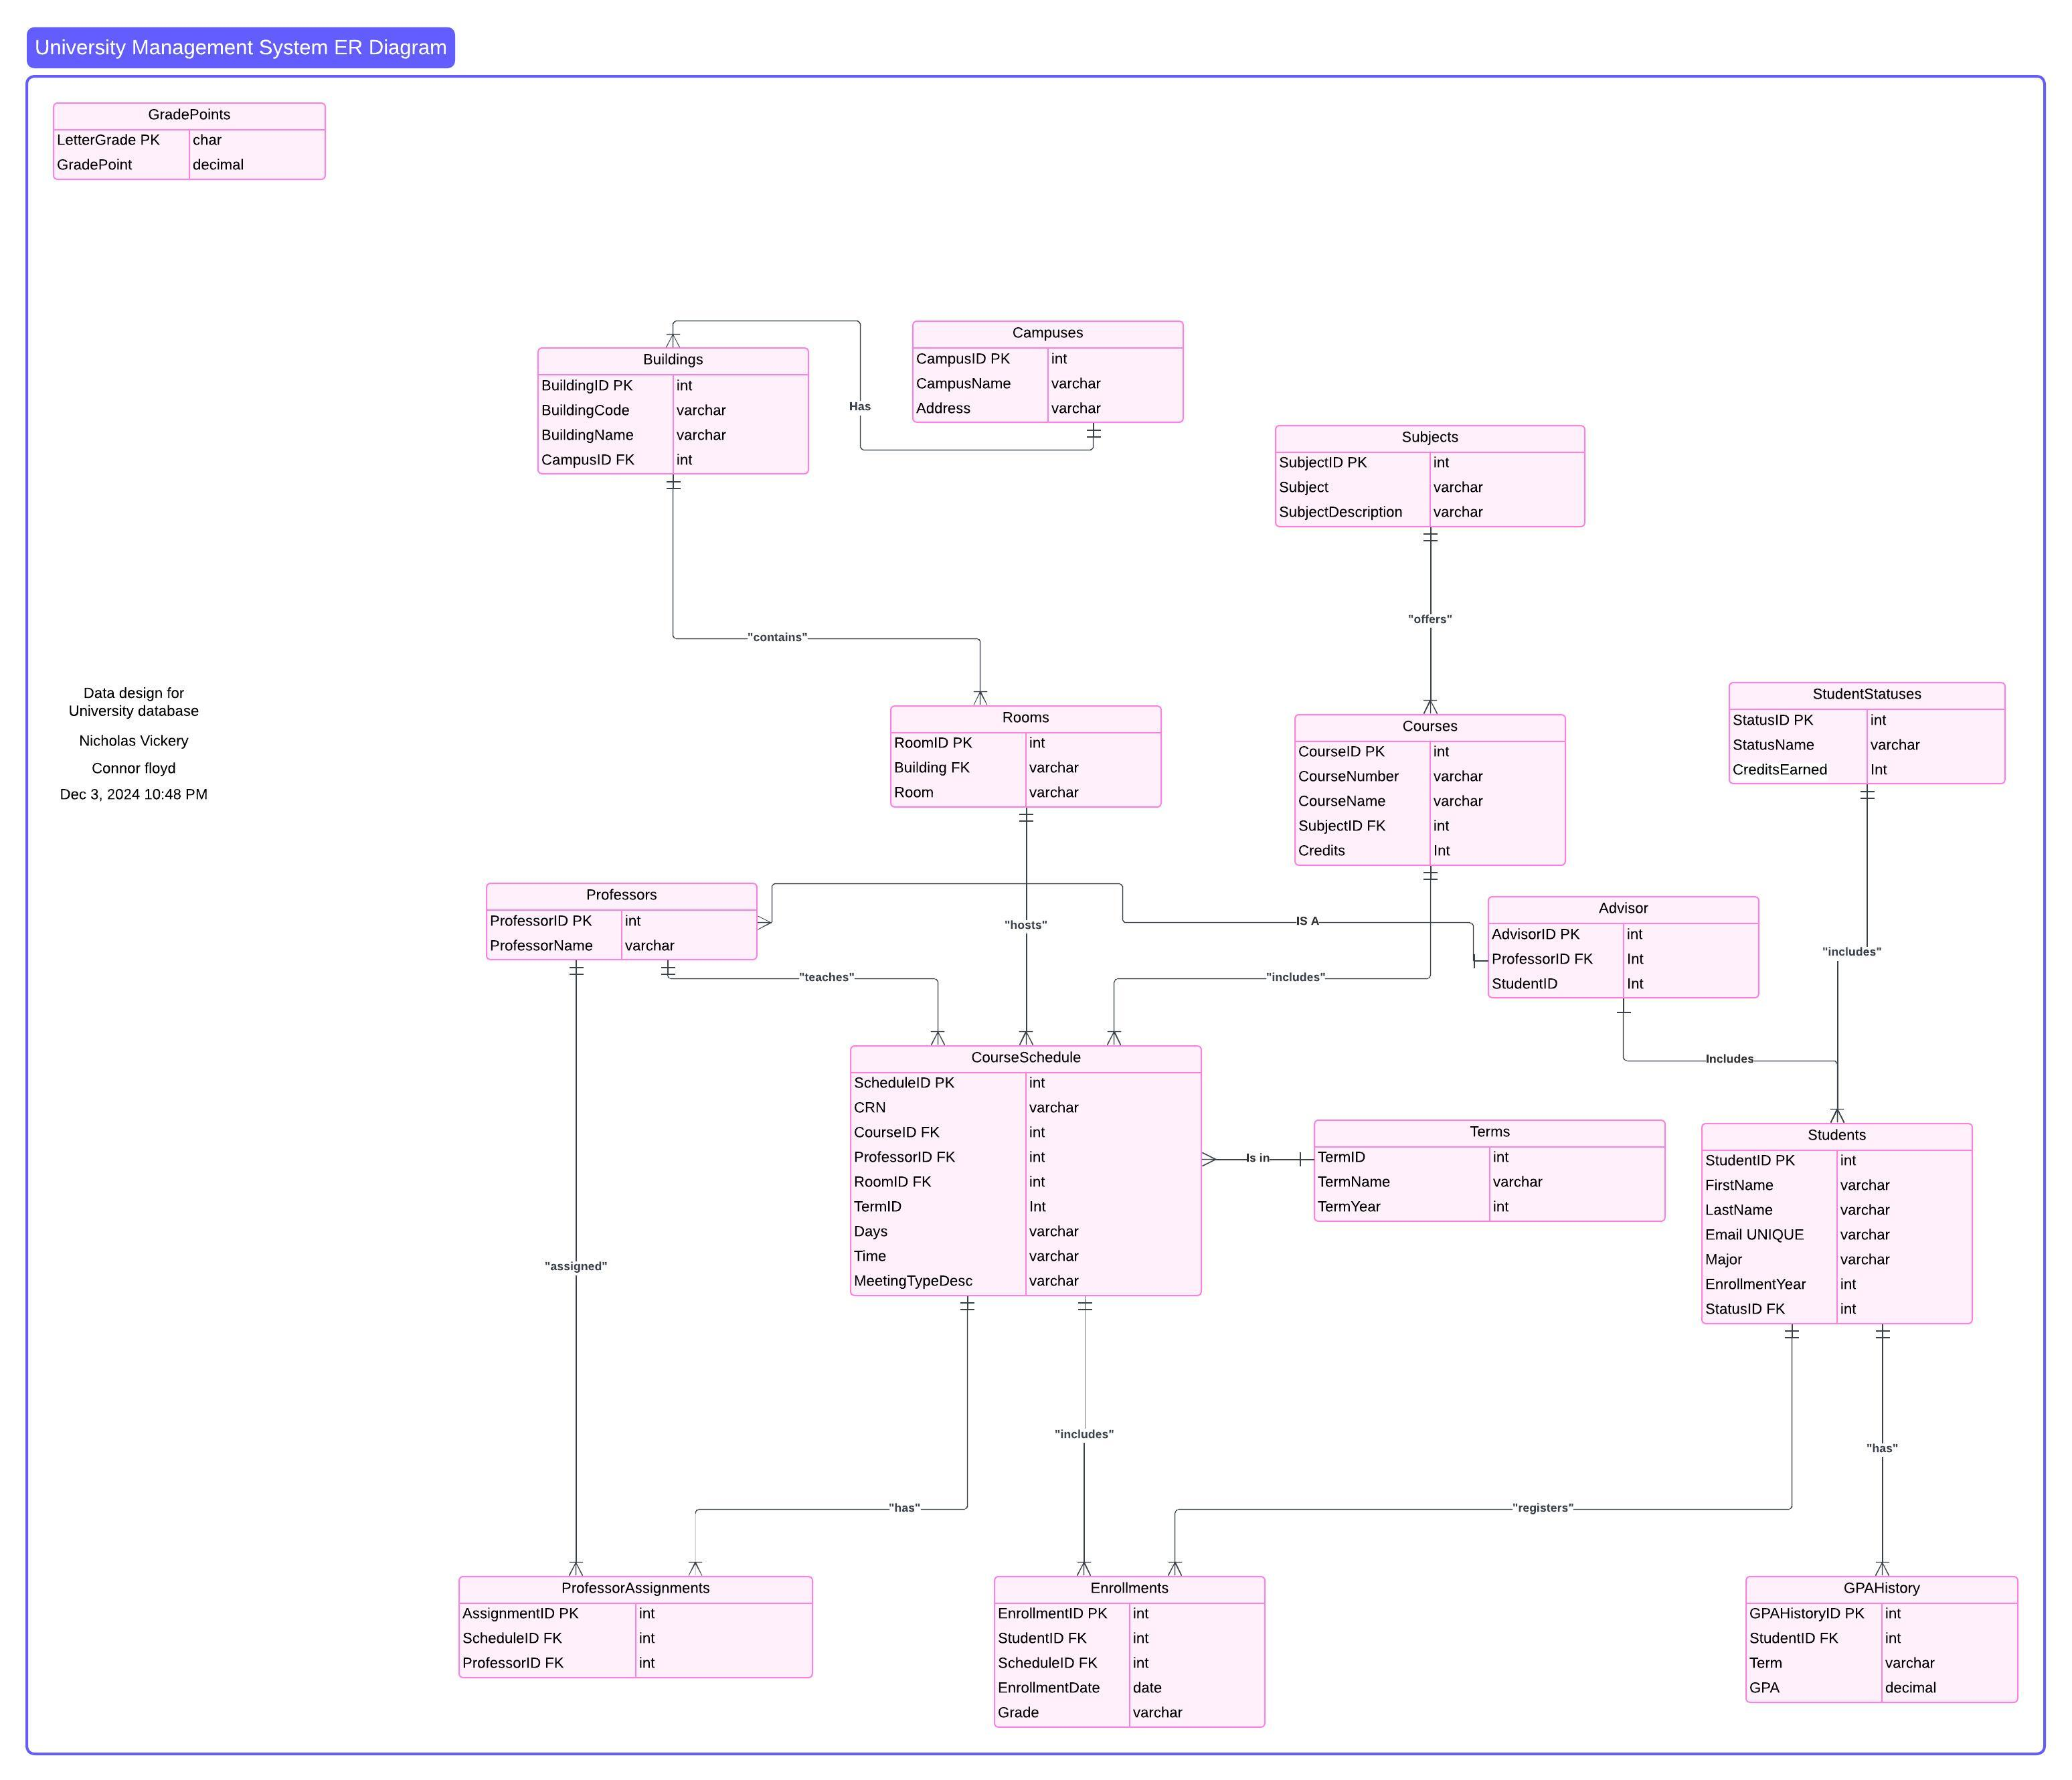 University Management System ER Diagram
GradePoints
LetterGrade PK char
GradePoint decimal
Buildings
BuildingID PK int
BuildingCode varchar
BuildingName varchar
CampusID FK int
Has
Campuses
CampusID PK int
CampusName varchar
Address varchar
Subjects
SubjectID PK int
Subject varchar
SubjectDescription varchar
"contains"
"offers"
Data design for
University database
Nicholas Vickery
Connor floyd
Dec 3, 2024 10:48 PM
Rooms
RoomID PK int
Building FK varchar
Room varchar
Courses
CourseID PK int
CourseNumber varchar
CourseName varchar
SubjectID FK int
Credits Int
StudentStatuses
StatusID PK int
StatusName varchar
CreditsEarned Int
Professors
ProfessorID PK int
ProfessorName varchar
"hosts"
IS A
Advisor
AdvisorID PK int
ProfessorID FK Int
StudentID Int
"includes"
"teaches"
"includes"
Includes
CourseSchedule
ScheduleID PK int
CRN varchar
CourseID FK int
ProfessorID FK int
RoomID FK int
TermID Int
Days varchar
Time varchar
MeetingTypeDesc varchar
Is in
Terms
TermID int
TermName varchar
TermYear int
Students
StudentID PK int
FirstName varchar
LastName varchar
Email UNIQUE varchar
Major varchar
EnrollmentYear int
StatusID FK int
"assigned"
"includes"
"has"
"has"
"registers"
ProfessorAssignments
AssignmentID PK int
ScheduleID FK int
ProfessorID FK int
Enrollments
EnrollmentID PK int
StudentID FK int
ScheduleID FK int
EnrollmentDate date
Grade varchar
GPAHistory
GPAHistoryID PK int
StudentID FK int
Term varchar
GPA decimal